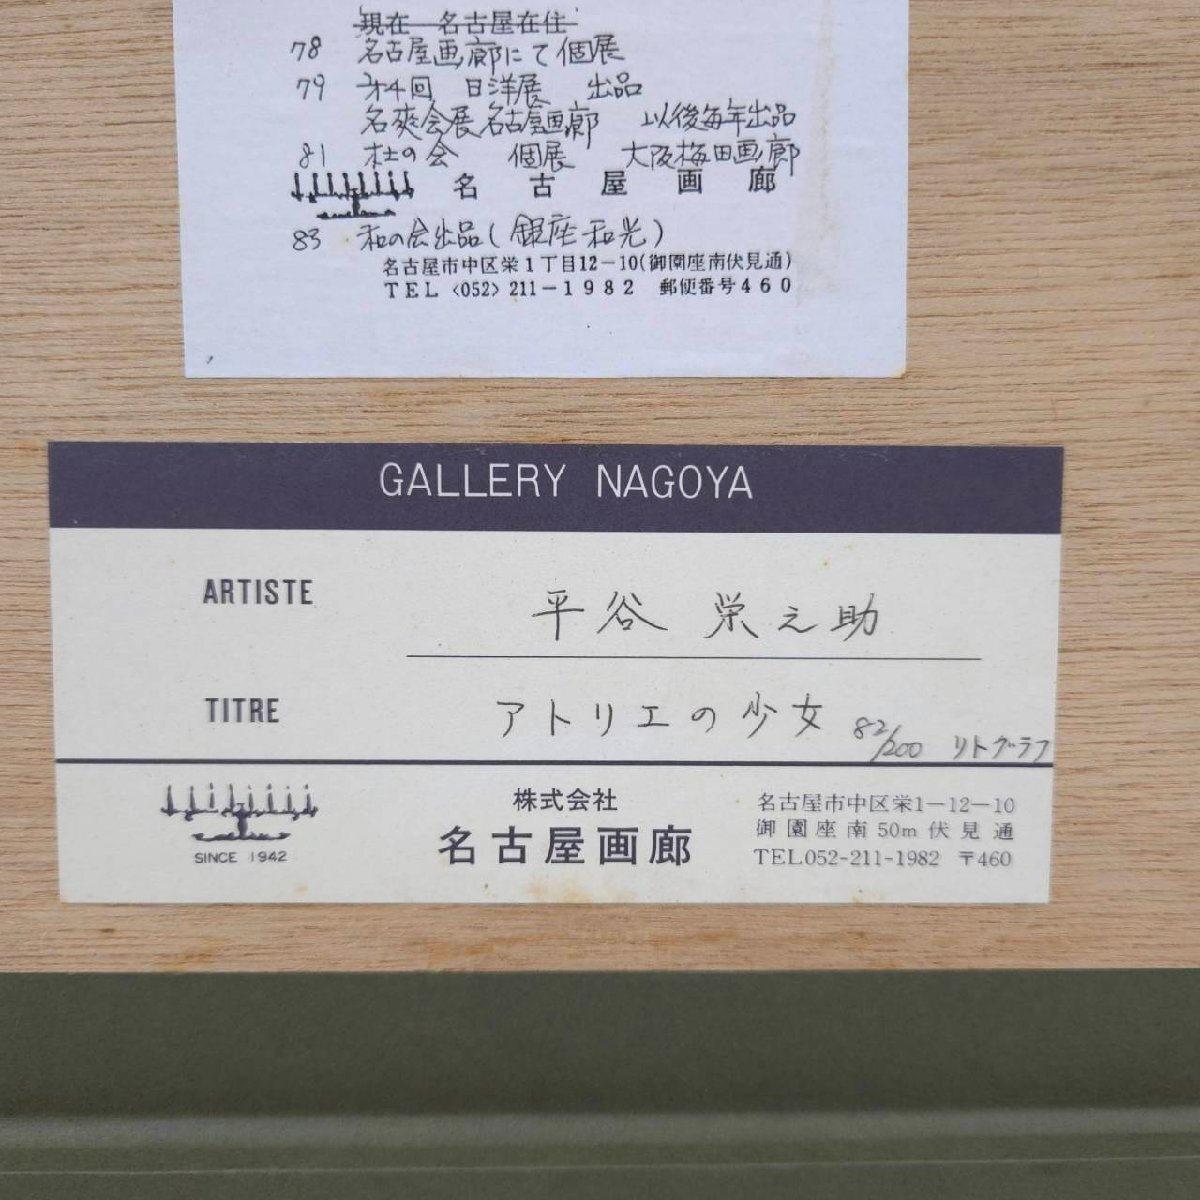 現在 名古屋在住
78 名古屋画廊にて個展
79 才4回 日洋展 出品
名爽会展名古屋画廊 以後毎年出品
81 杜の会 個展 大阪梅田画廊
名古屋画廊
83 和の会出品(銀座和光)
名古屋市中区栄1丁目12-10(御園座南伏見通)
TEL〈052〉211-1982 郵便番号460
GALLERY NAGOYA
ARTISTE 平谷 栄之助
TITRE アトリエの少女 82/200 リトグラフ
SINCE 1942
株式会社
名古屋画廊
名古屋市中区栄1-12-10
御園座南50m伏見通
TEL052-211-1982 〒460